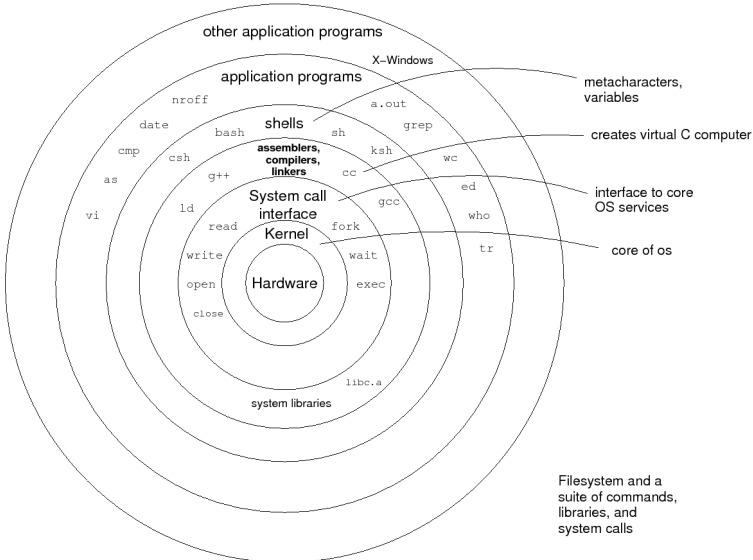 other application programs
X-Windows
application programs
metacharacters,
variables
nroff
a.out
shells
date
grep
bash
sh
creates virtual C computer
assemblers,
compilers,
linkers
cmp
csh
ksh
wc
g++
cc
as
ed
interface to core
OS services
System call
interface
ld
gcc
vi
who
read
fork
Kernel
tr
core of os
write
wait
open
Hardware
exec
close
libc.a
system libraries
Filesystem and a
suite of commands,
libraries, and
system calls